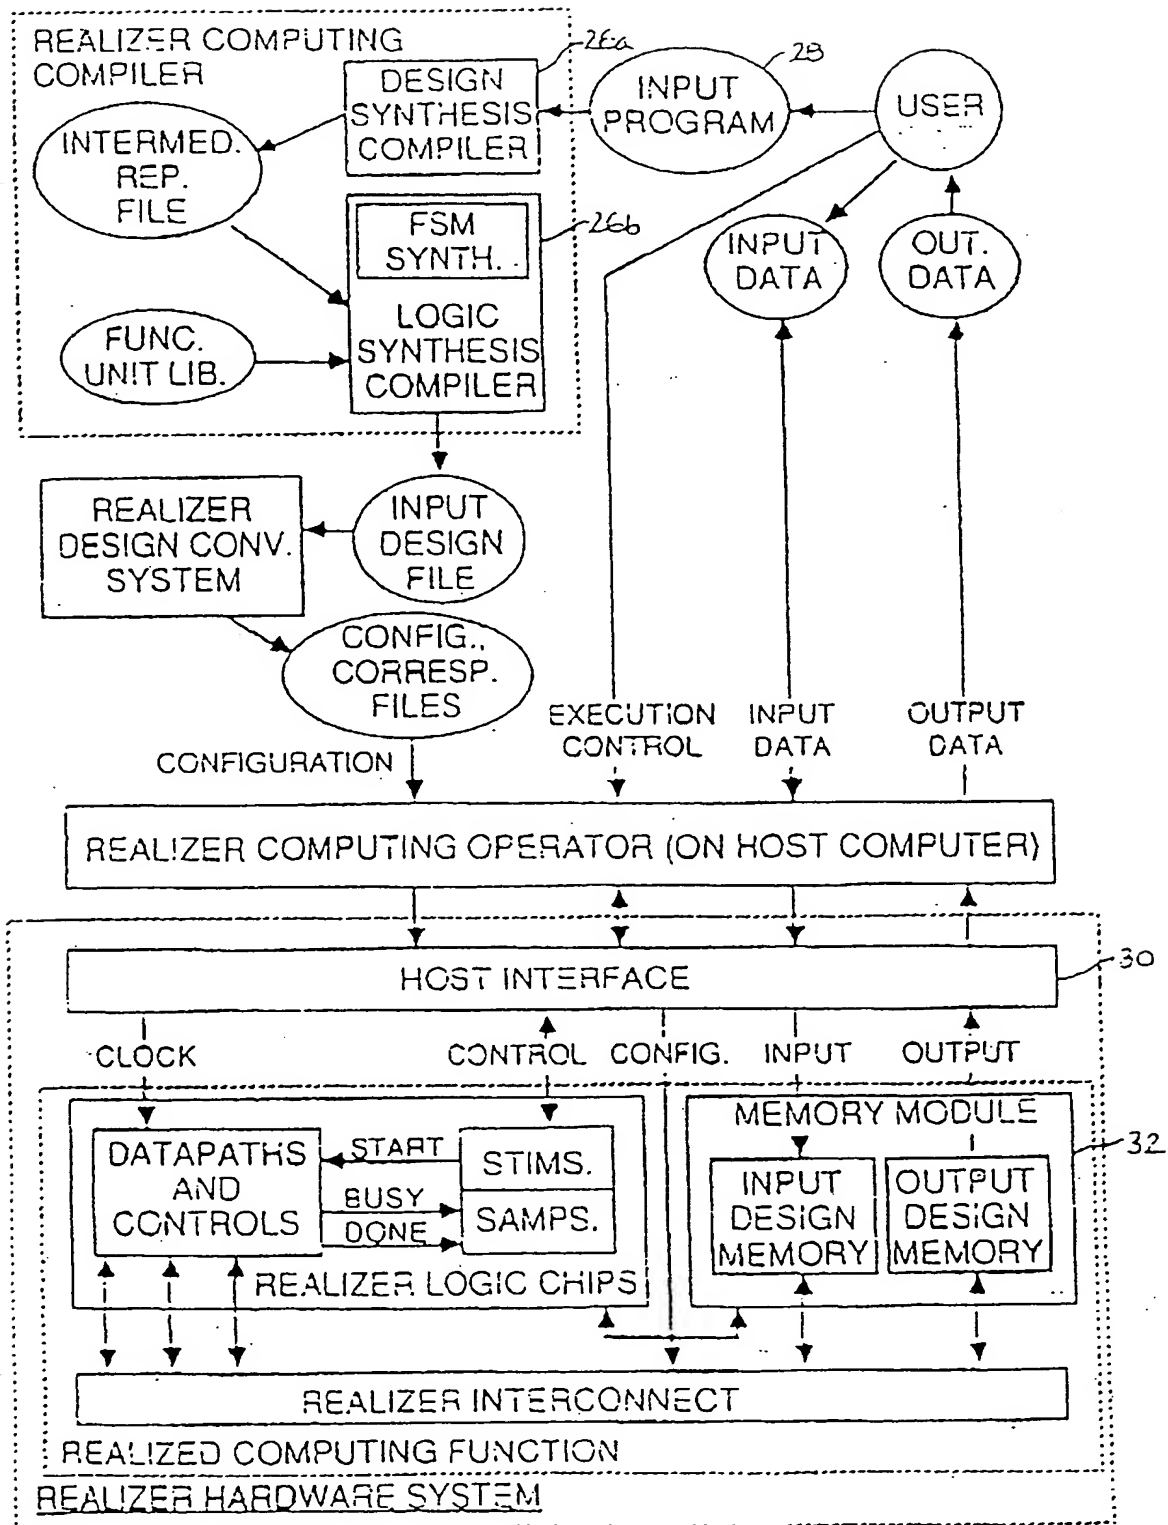 REALIZER COMPUTING
COMPILER
26a
DESIGN
SYNTHESIS
COMPILER
28
INPUT
PROGRAM
USER
INTERMED.
REP.
FILE
26b
FSM
SYNTH.
LOGIC
SYNTHESIS
COMPILER
INPUT
DATA
OUT.
DATA
FUNC.
UNIT LIB.
REALIZER
DESIGN CONV.
SYSTEM
INPUT
DESIGN
FILE
CONFIG.,
CORRESP.
FILES
CONFIGURATION
EXECUTION
CONTROL
INPUT
DATA
OUTPUT
DATA
REALIZER COMPUTING OPERATOR (ON HOST COMPUTER)
HOST INTERFACE
30
CLOCK
CONTROL
CONFIG.
INPUT
OUTPUT
DATAPATHS
AND
CONTROLS
START
BUSY
DONE
STIMS.
SAMPS.
REALIZER LOGIC CHIPS
MEMORY MODULE
32
INPUT
DESIGN
MEMORY
OUTPUT
DESIGN
MEMORY
REALIZER INTERCONNECT
REALIZED COMPUTING FUNCTION
REALIZER HARDWARE SYSTEM